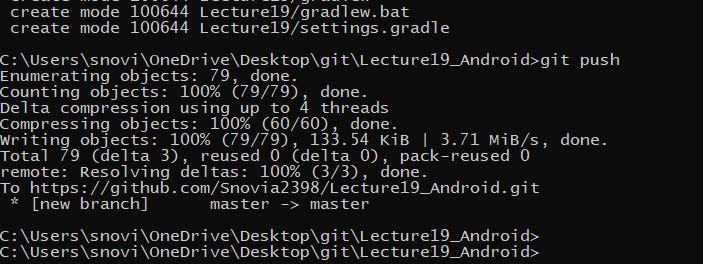 create mode 100644 Lecture19/gradlew.bat
create mode 100644 Lecture19/settings.gradle
C:\Users\snovi\OneDrive\Desktop\git\Lecture19_Android>git push
Enumerating objects: 79, done.
Counting objects: 100% (79/79), done.
Delta compression using up to 4 threads
Compressing objects: 100% (60/60), done.
Writing objects: 100% (79/79), 133.54 KiB | 3.71 MiB/s, done.
Total 79 (delta 3), reused 0 (delta 0), pack-reused 0
remote: Resolving deltas: 100% (3/3), done.
To https://github.com/Snovia2398/Lecture19_Android.git
* [new branch]      master -> master
C:\Users\snovi\OneDrive\Desktop\git\Lecture19_Android>
C:\Users\snovi\OneDrive\Desktop\git\Lecture19_Android>